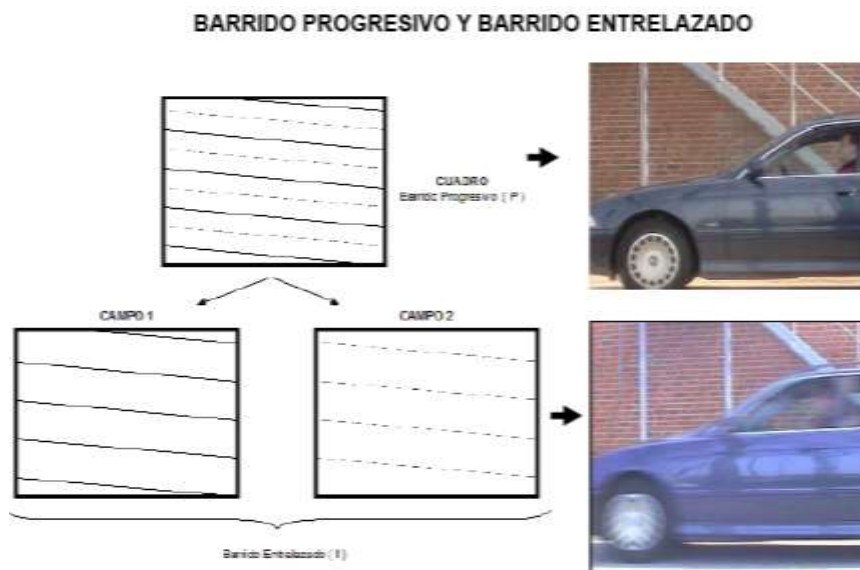 BARRIDO PROGRESIVO Y BARRIDO ENTRELAZADO
CUADRO
Barrido Progresivo ( P )
CAMPO 1
CAMPO 2
Barrido Entrelazado ( I )